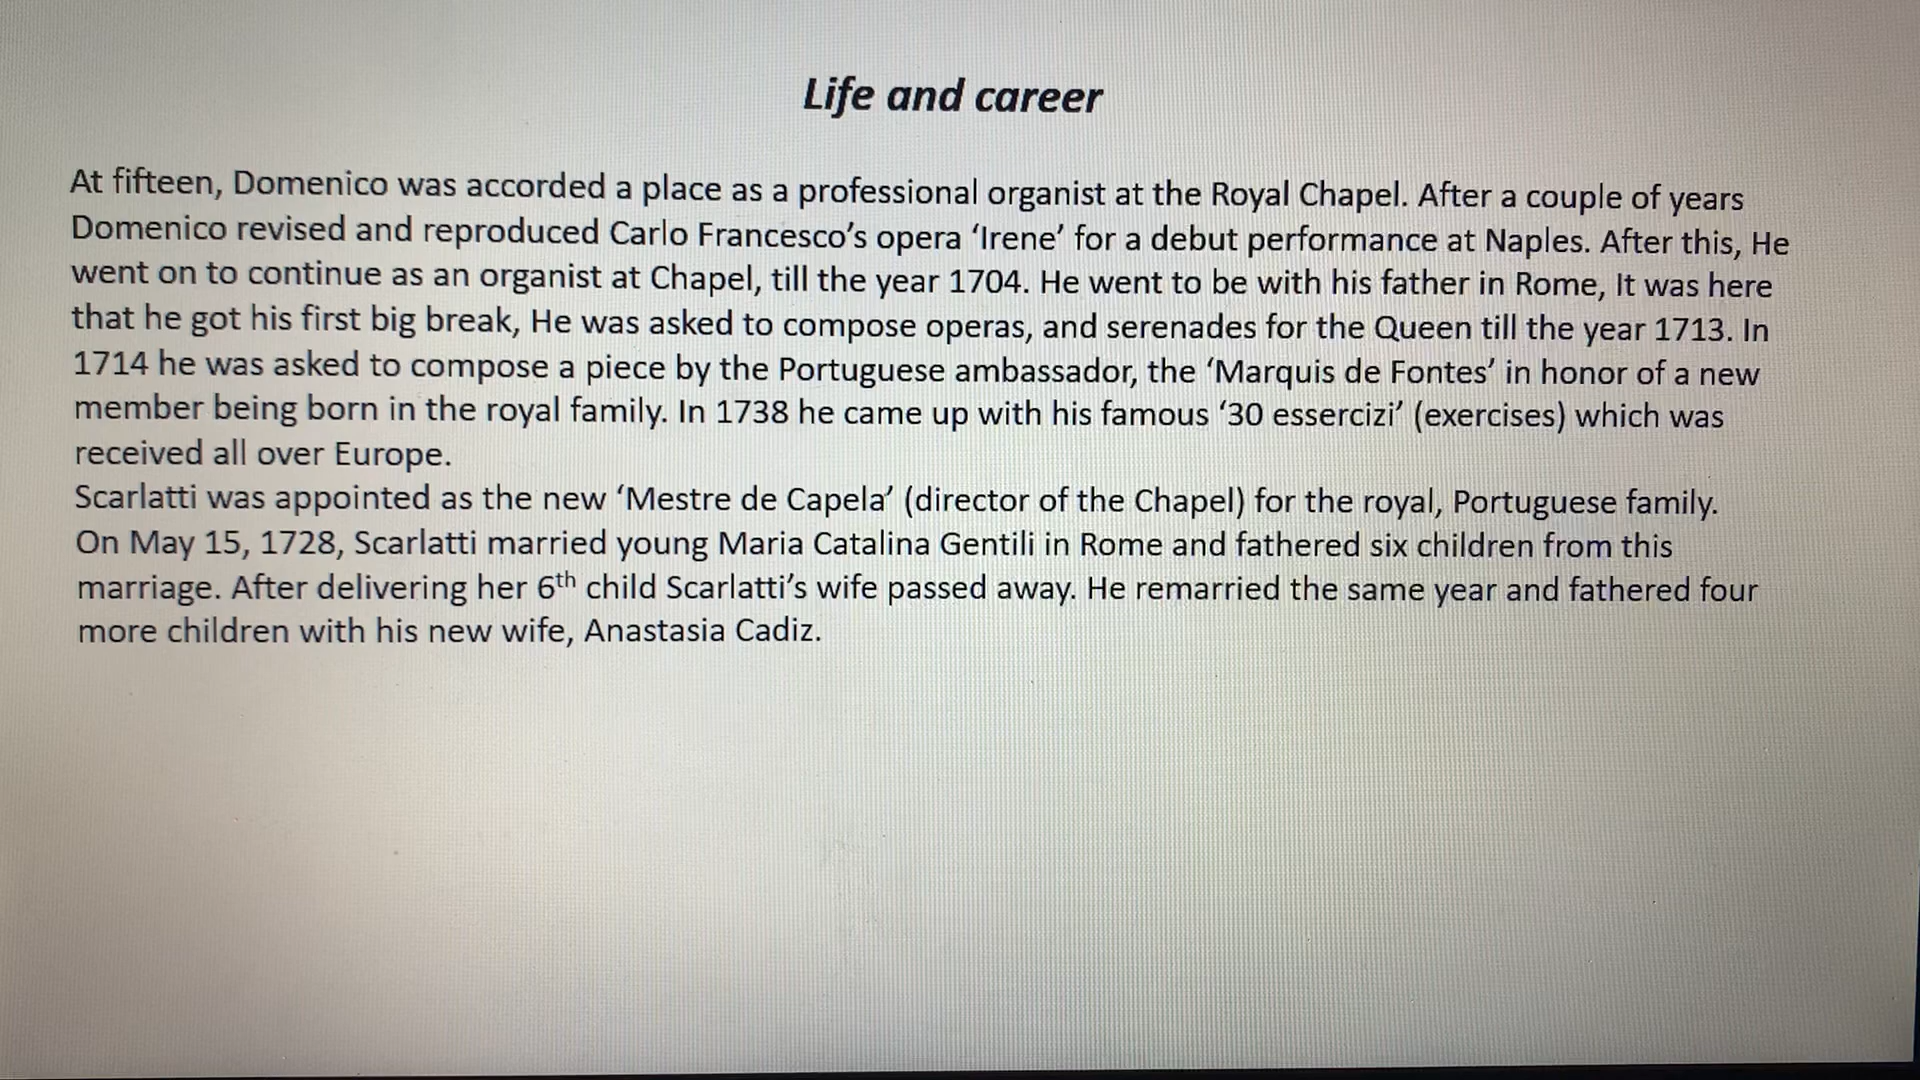 Life and career
At fifteen, Domenico was accorded a place as a professional organist at the Royal Chapel. After a couple of years
Domenico revised and reproduced Carlo Francesco’s opera ‘Irene’ for a debut performance at Naples. After this, He
went on to continue as an organist at Chapel, till the year 1704. He went to be with his father in Rome, It was here
that he got his first big break, He was asked to compose operas, and serenades for the Queen till the year 1713. In
1714 he was asked to compose a piece by the Portuguese ambassador, the ‘Marquis de Fontes’ in honor of a new
member being born in the royal family. In 1738 he came up with his famous ‘30 essercizi’ (exercises) which was
received all over Europe.
Scarlatti was appointed as the new ‘Mestre de Capela’ (director of the Chapel) for the royal, Portuguese family.
On May 15, 1728, Scarlatti married young Maria Catalina Gentili in Rome and fathered six children from this
marriage. After delivering her 6th child Scarlatti’s wife passed away. He remarried the same year and fathered four
more children with his new wife, Anastasia Cadiz.